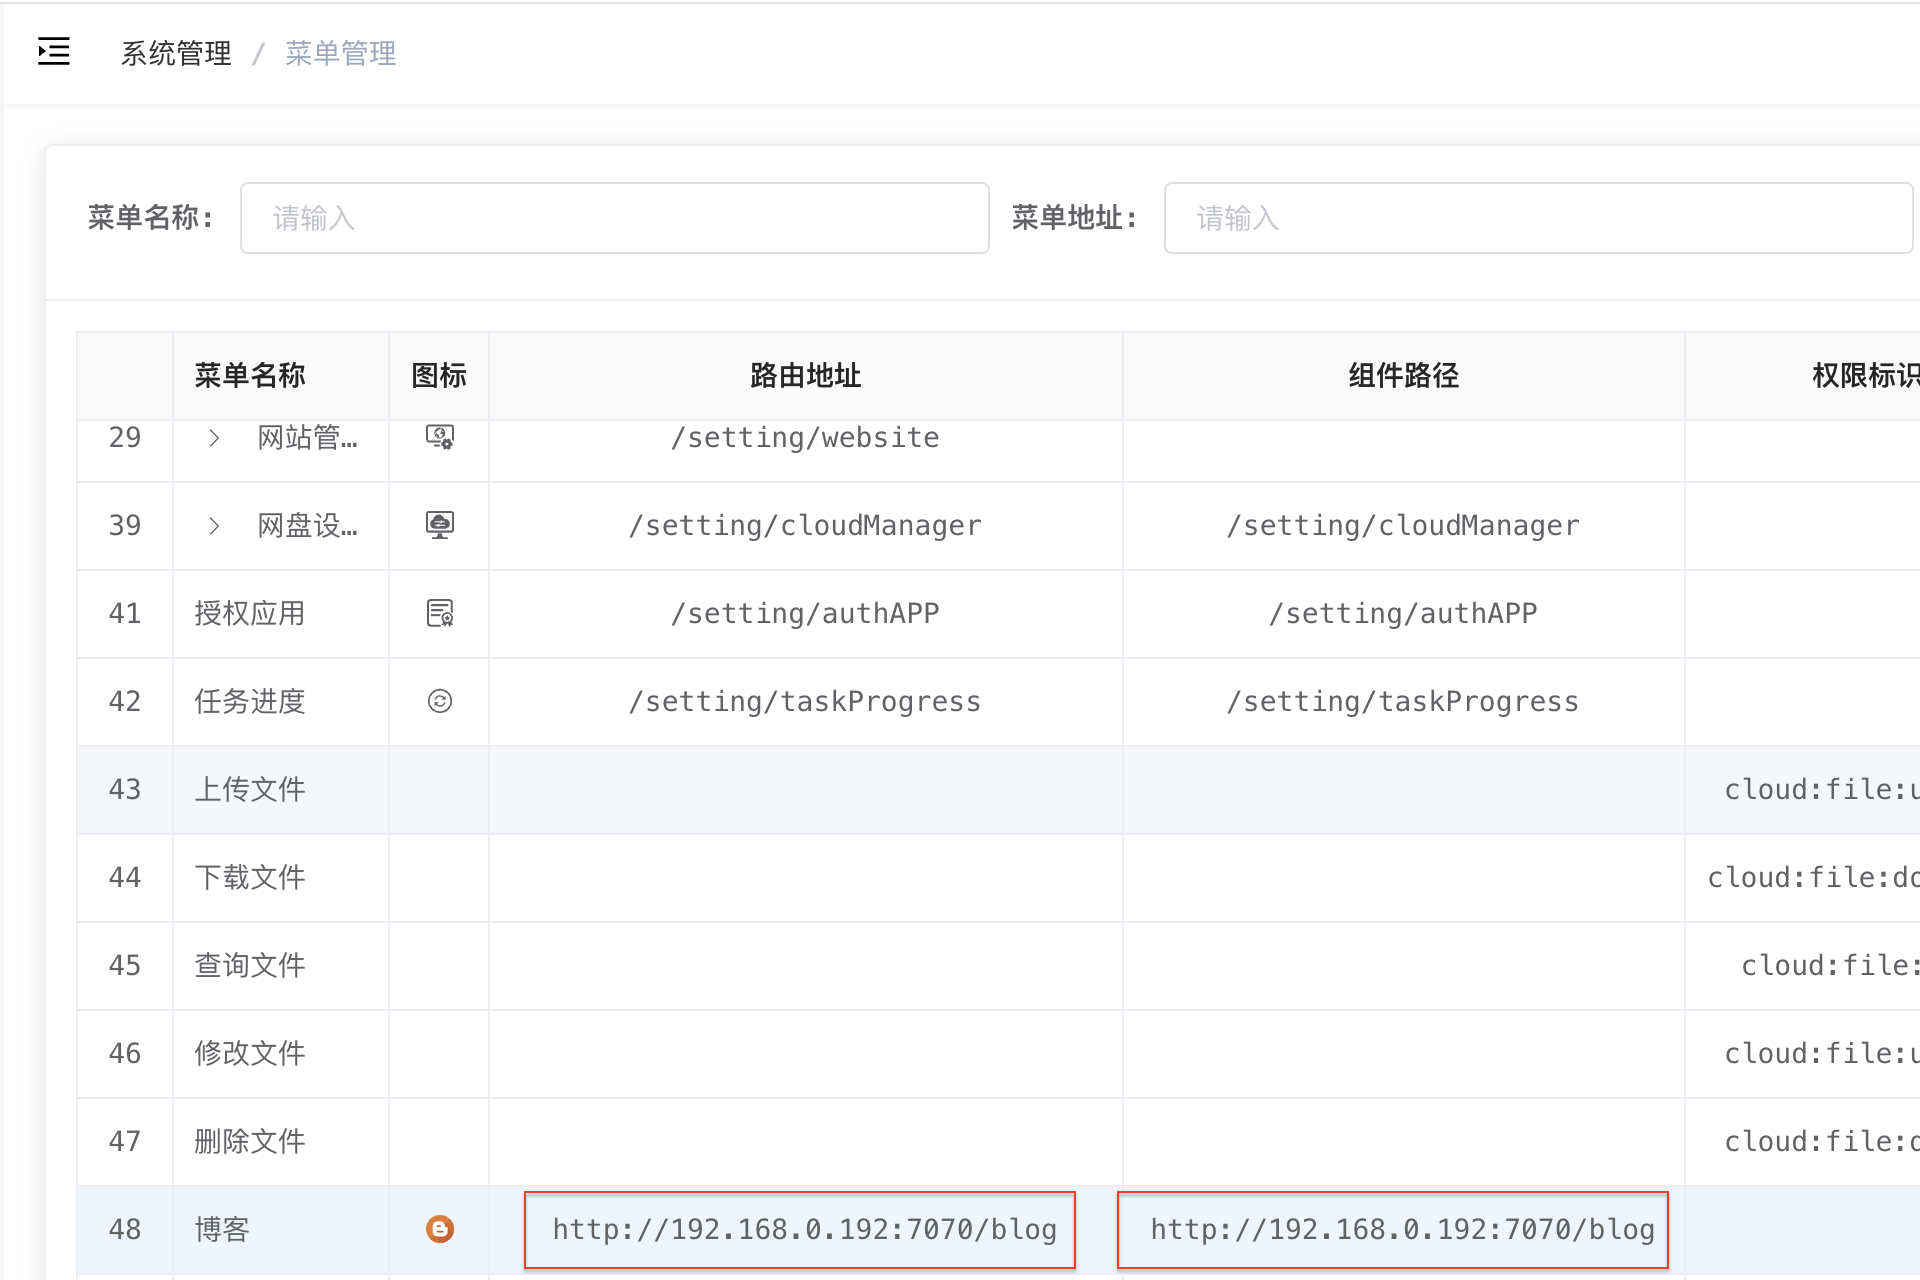 系统管理 / 菜单管理
菜单名称: 请输入 菜单地址: 请输入
菜单名称 图标 路由地址 组件路径 权限标识
29 网站管... /setting/website
39 网盘设... /setting/cloudManager /setting/cloudManager
41 授权应用 /setting/authAPP /setting/authAPP
42 任务进度 /setting/taskProgress /setting/taskProgress
43 上传文件 cloud:file:u
44 下载文件 cloud:file:do
45 查询文件 cloud:file:
46 修改文件 cloud:file:u
47 删除文件 cloud:file:d
48 博客 http://192.168.0.192:7070/blog http://192.168.0.192:7070/blog